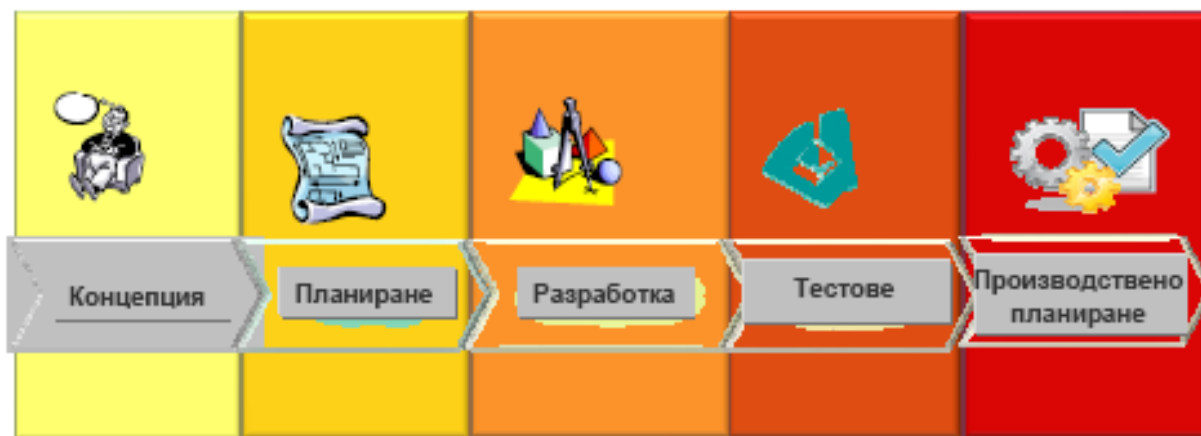 Концепция
Планиране
Разработка
Тестове
Производствено
планиране